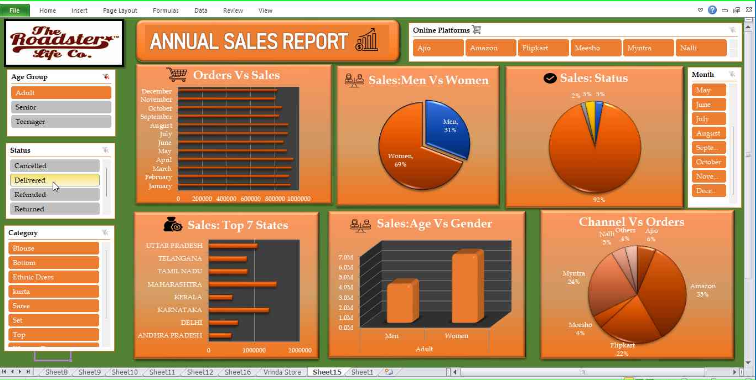 File Home Insert Page Layout Formulas Data Review View
The
Roadster
Life Co.
ANNUAL SALES REPORT
Online Platforms
Ajio Amazon Flipkart Meesho Myntra Nalli
Age Group
Adult
Senior
Teenager
Status
Cancelled
Delivered
Refunded
Returned
Category
Blouse
Bottom
Ethnic Dress
kurta
Saree
Set
Top
Orders Vs Sales
December
November
October
September
August
July
June
May
April
March
February
January
0 200000 400000 600000 800000 1000000
Sales:Men Vs Women
Men,
31%
Women,
69%
Sales: Status
2% 3% 3%
92%
Month
May
June
July
August
Septe...
October
Nove...
Dece...
Sales: Top 7 States
UTTAR PRADESH
TELANGANA
TAMIL NADU
MAHARASHTRA
KERALA
KARNATAKA
DELHI
ANDHRA PRADESH
0 1000000 2000000
Sales:Age Vs Gender
7.0M
6.0M
5.0M
4.0M
3.0M
2.0M
1.0M
0.0M
Men Women
Adult
Channel Vs Orders
Nalli
5%
Others
4%
Ajio
6%
Myntra
24%
Amazon
35%
Meesho
4%
Flipkart
22%
Sheet8 Sheet9 Sheet10 Sheet11 Sheet12 Sheet16 Vrinda Store Sheet15 Sheet1